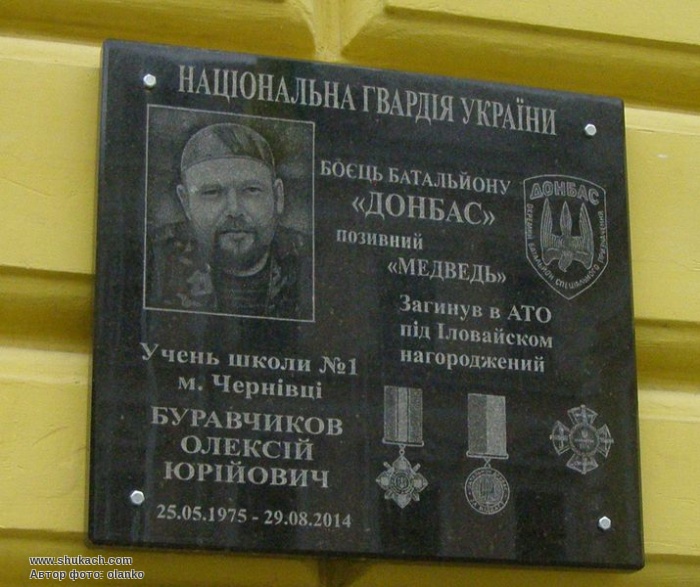 НАЦІОНАЛЬНА ГВАРДІЯ УКРАЇНИ
БОЄЦЬ БАТАЛЬЙОНУ
«ДОНБАС»
позивний
«МЕДВЕДЬ»
ДОНБАС
Загинув в АТО
під Іловайском
нагороджений
Учень школи №1
м. Чернівці
БУРАВЧИКОВ
ОЛЕКСІЙ
ЮРІЙОВИЧ
25.05.1975 - 29.08.2014
www.shukach.com
Автор фото: olanko